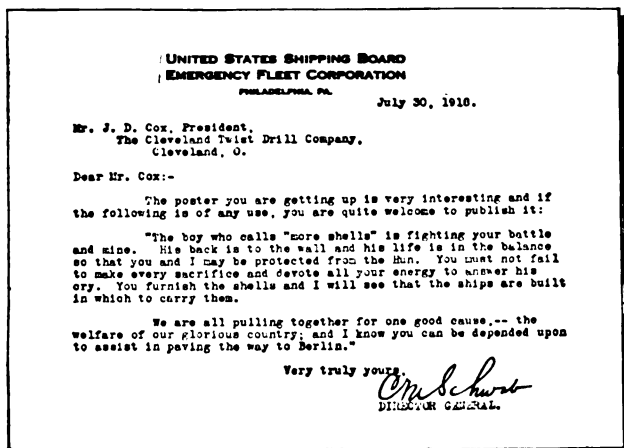 UNITED STATES SHIPPING BOARD
EMERGENCY FLEET CORPORATION
PHILADELPHIA, PA.
July 30, 1918.
Mr. J. D. Cox, President,
The Cleveland Twist Drill Company,
Cleveland, O.
Dear Mr. Cox:-
The poster you are getting up is very interesting and if
the following is of any use, you are quite welcome to publish it:
"The boy who calls "more shells" is fighting your battle
and mine. His back is to the wall and his life is in the balance
so that you and I may be protected from the Hun. You must not fail
to make every sacrifice and devote all your energy to answer his
cry. You furnish the shells and I will see that the ships are built
in which to carry them.
We are all pulling together for one good cause,-- the
welfare of our glorious country; and I know you can be depended upon
to assist in paving the way to Berlin."
Very truly yours,
CM Schwab
DIRECTOR GENERAL.